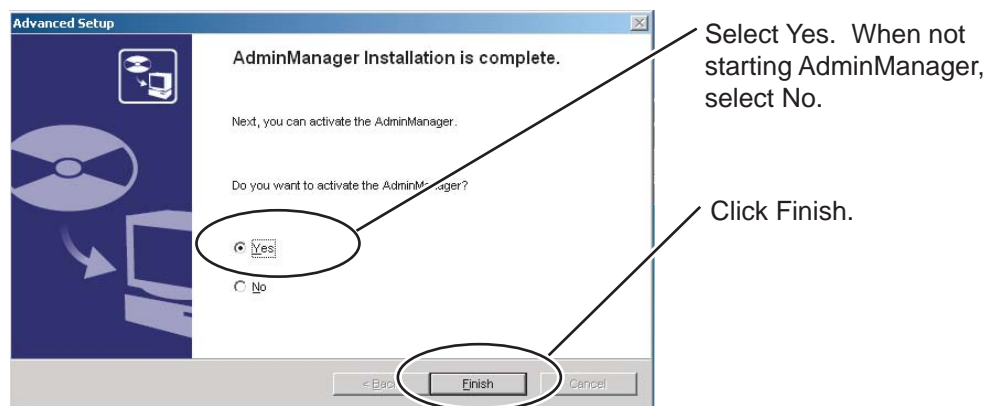 Advanced Setup
AdminManager Installation is complete.
Next, you can activate the AdminManager.
Do you want to activate the AdminManager?
Yes
No
< Back
Finish
Cancel
Select Yes. When not
starting AdminManager,
select No.
Click Finish.